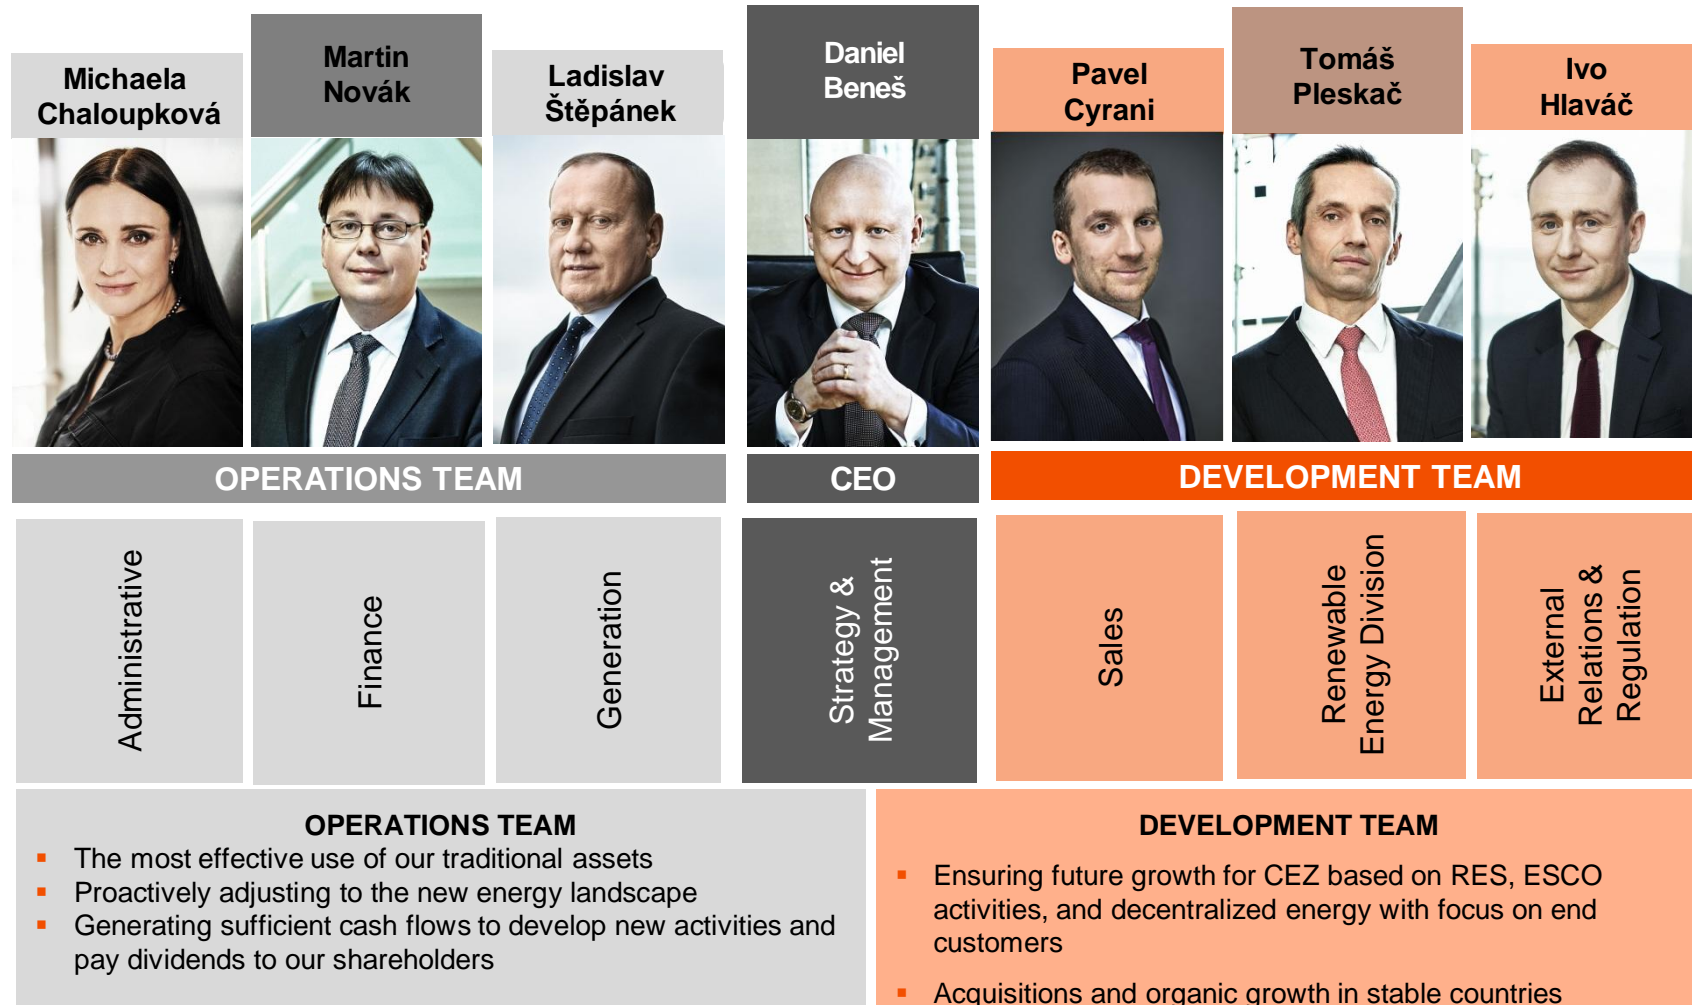 Michaela
Chaloupková
Martin
Novák
Ladislav
Štěpánek
Daniel
Beneš
Pavel
Cyrani
Tomáš
Pleskač
Ivo
Hlaváč
OPERATIONS TEAM
CEO
DEVELOPMENT TEAM
Administrative
Finance
Generation
Strategy &
Management
Sales
Renewable
Energy Division
External
Relations &
Regulation
OPERATIONS TEAM
▪ The most effective use of our traditional assets
▪ Proactively adjusting to the new energy landscape
▪ Generating sufficient cash flows to develop new activities and
pay dividends to our shareholders
DEVELOPMENT TEAM
▪ Ensuring future growth for CEZ based on RES, ESCO
activities, and decentralized energy with focus on end
customers
▪ Acquisitions and organic growth in stable countries